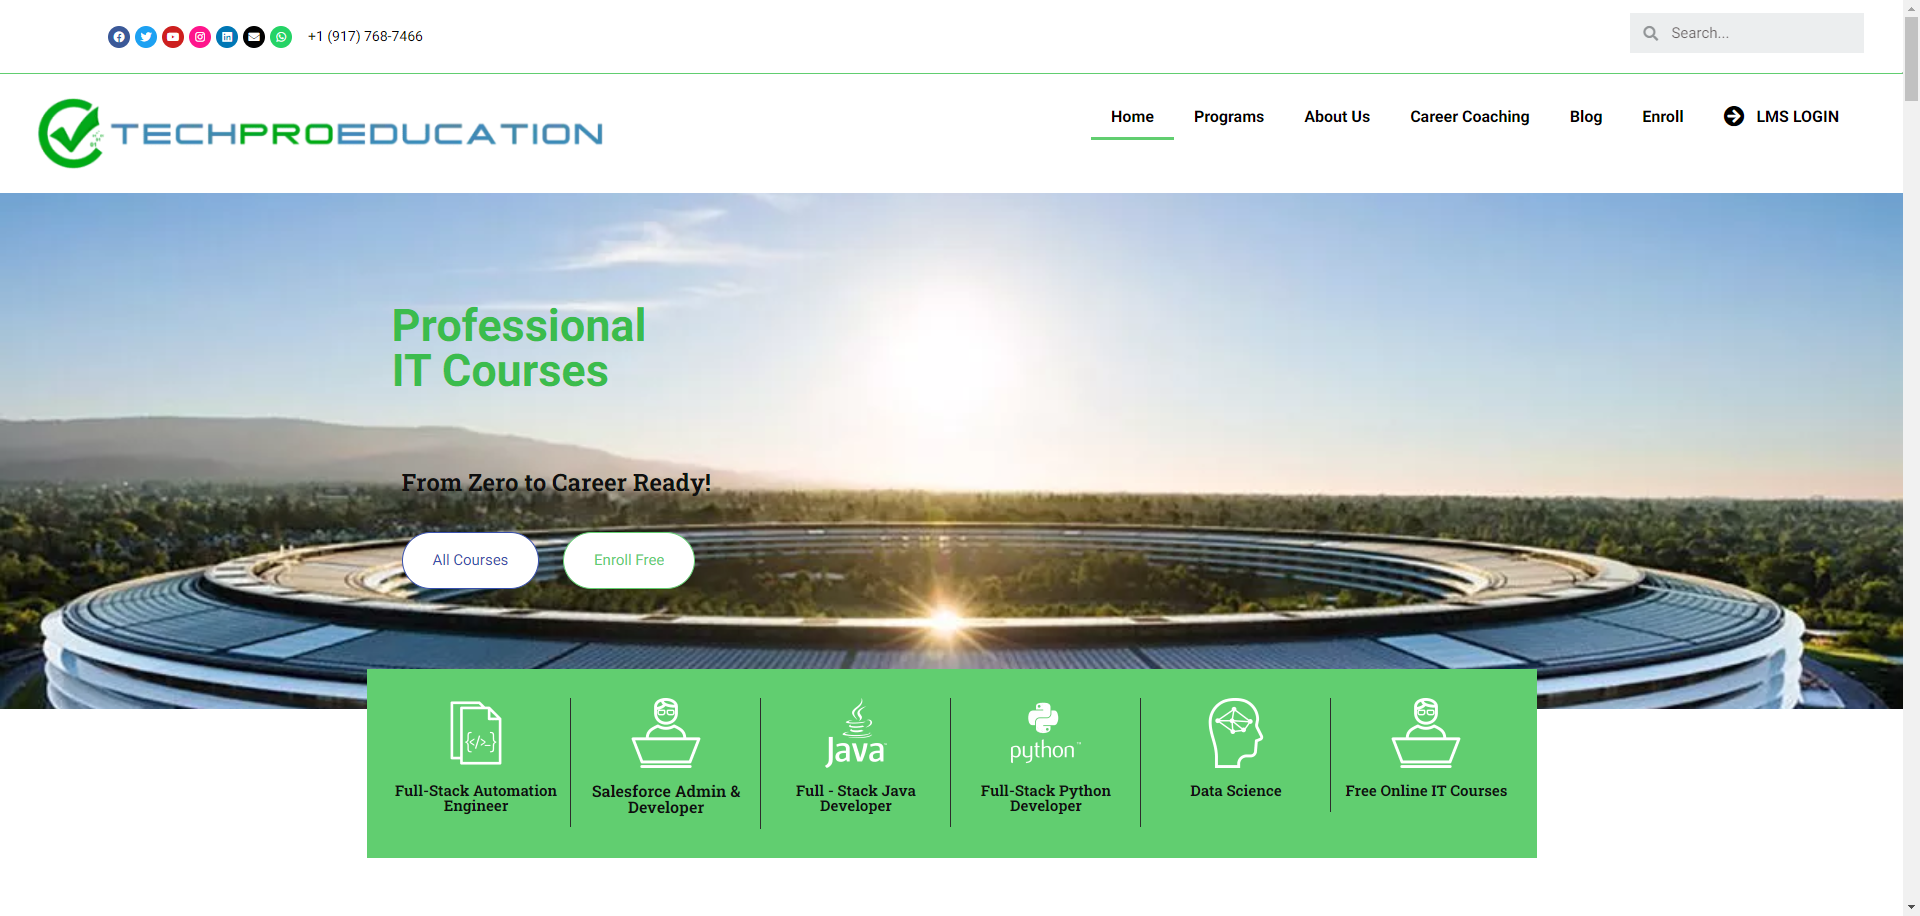 +1 (917) 768-7466
Search...
TECHPROEDUCATION
Home
Programs
About Us
Career Coaching
Blog
Enroll
LMS LOGIN
Professional
IT Courses
From Zero to Career Ready!
All Courses
Enroll Free
</>_
Java
python
Full-Stack Automation
Engineer
Salesforce Admin &
Developer
Full - Stack Java
Developer
Full-Stack Python
Developer
Data Science
Free Online IT Courses